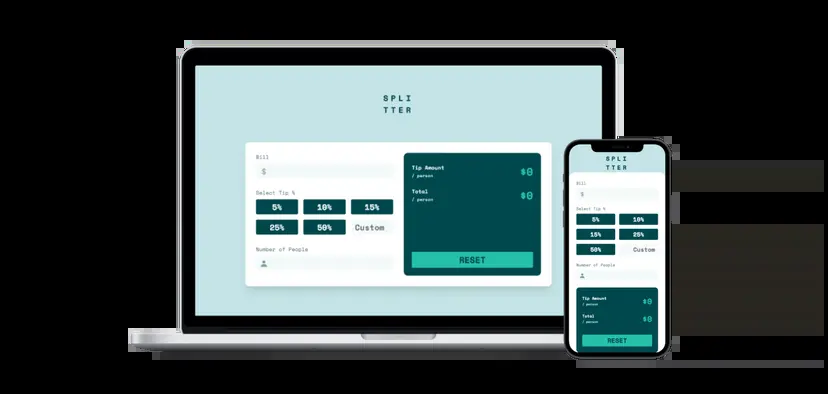 SPLI
TTER
Bill
$
Select Tip %
5% 10% 15%
25% 50% Custom
Number of People
Tip Amount
/ person
$0
Total
/ person
$0
RESET
SPLI
TTER
Bill
$
Select Tip %
5% 10%
15% 25%
50% Custom
Number of People
Tip Amount
/ person
$0
Total
/ person
$0
RESET